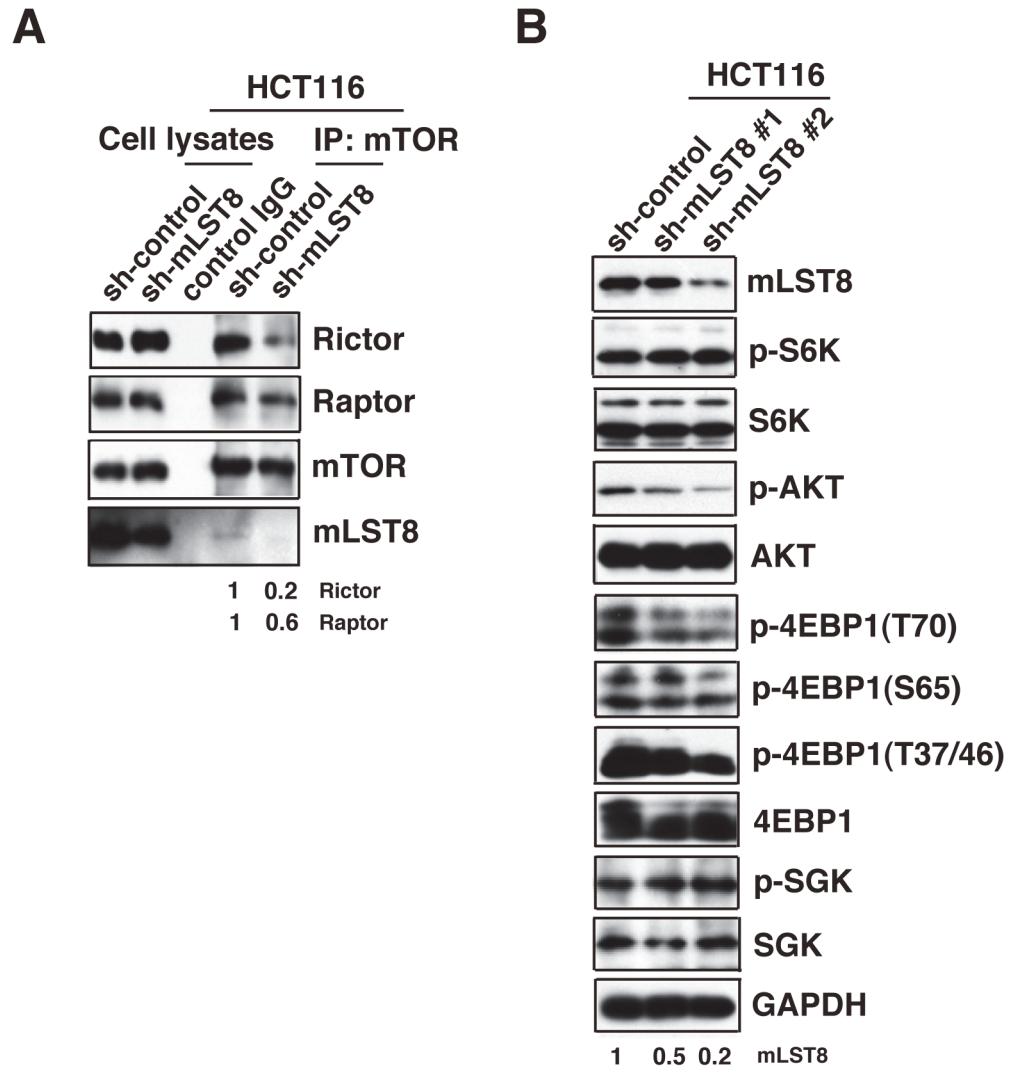 A
HCT116
Cell lysates IP: mTOR
sh-control
sh-mLST8
control IgG
sh-control
sh-mLST8
Rictor
Raptor
mTOR
mLST8
1 0.2 Rictor
1 0.6 Raptor
B
HCT116
sh-control
sh-mLST8 #1
sh-mLST8 #2
mLST8
p-S6K
S6K
p-AKT
AKT
p-4EBP1(T70)
p-4EBP1(S65)
p-4EBP1(T37/46)
4EBP1
p-SGK
SGK
GAPDH
1 0.5 0.2 mLST8